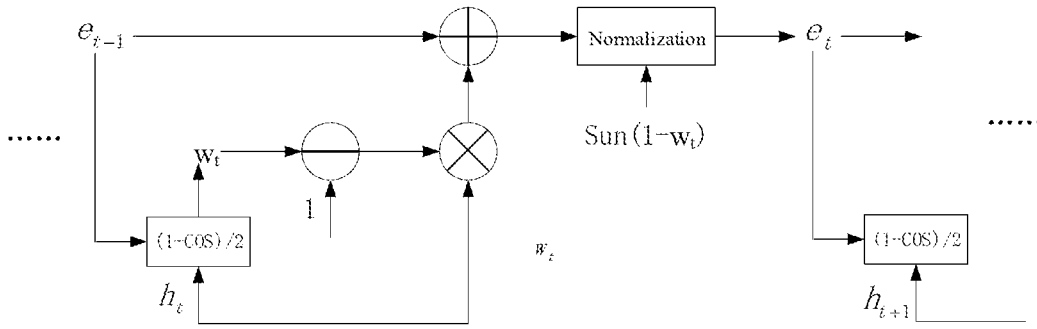 e_{t-1}
Normalization
e_t
Sun(1-w_t)
......
......
w_t
1
(1-COS)/2
w_t
(1-COS)/2
h_t
h_{t+1}